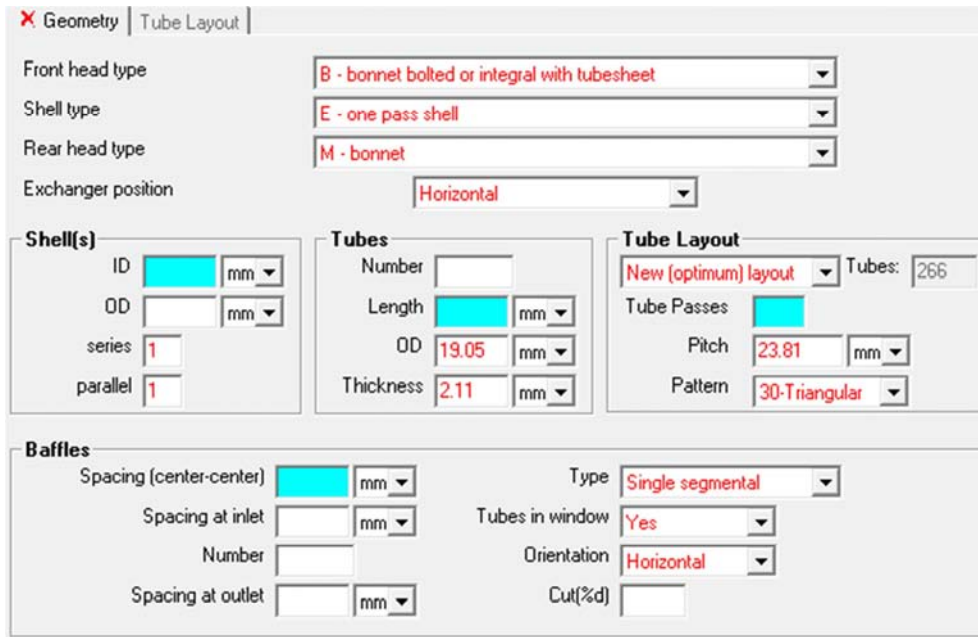 Geometry Tube Layout
Front head type B - bonnet bolted or integral with tubesheet
Shell type E - one pass shell
Rear head type M - bonnet
Exchanger position Horizontal
Shell(s)
ID mm
OD mm
series 1
parallel 1
Tubes
Number
Length mm
OD 19.05 mm
Thickness 2.11 mm
Tube Layout
New (optimum) layout Tubes: 266
Tube Passes
Pitch 23.81 mm
Pattern 30-Triangular
Baffles
Spacing (center-center) mm
Spacing at inlet mm
Number
Spacing at outlet mm
Type Single segmental
Tubes in window Yes
Orientation Horizontal
Cut(%d)